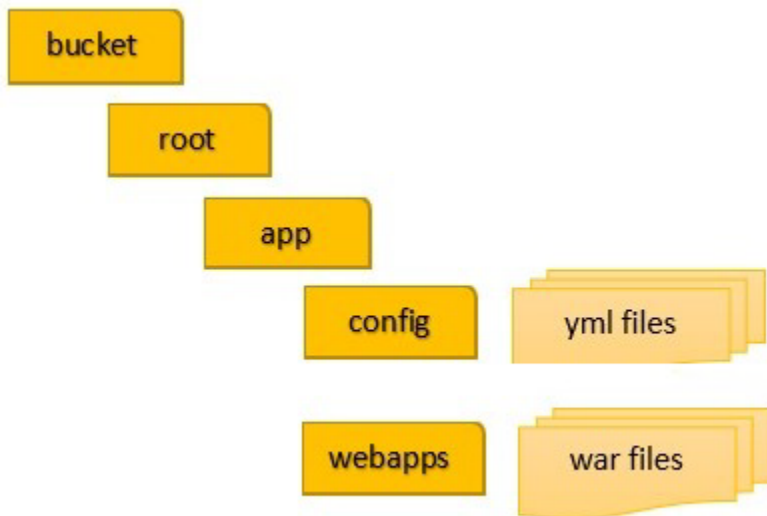 bucket
root
app
config
yml files
webapps
war files